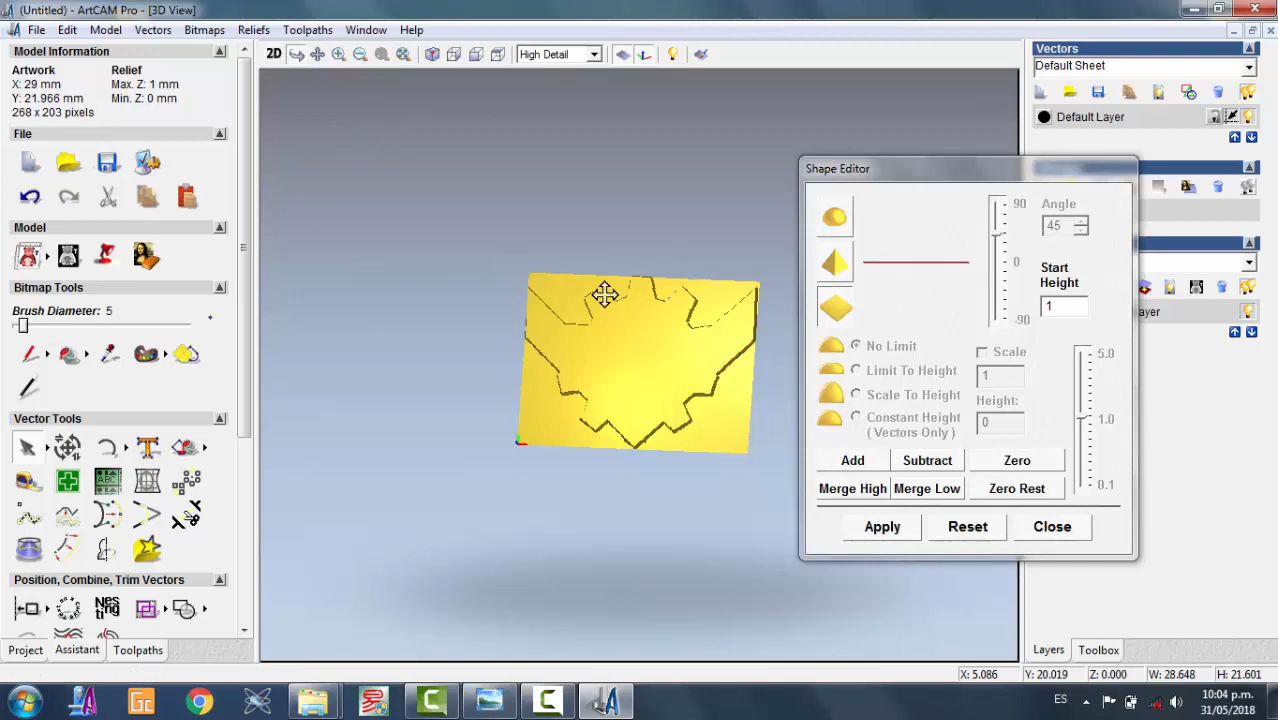 (Untitled) - ArtCAM Pro - [3D View]
File Edit Model Vectors Bitmaps Reliefs Toolpaths Window Help
Model Information
Artwork Relief
X: 29 mm Max. Z: 1 mm
Y: 21.966 mm Min. Z: 0 mm
268 x 203 pixels
File
Model
Bitmap Tools
Brush Diameter: 5
Vector Tools
ABC
Position, Combine, Trim Vectors
Nes
ting
Project Assistant Toolpaths
2D High Detail
Shape Editor
90 Angle
45
0
-90
Start
Height
1
No Limit
Limit To Height
Scale To Height
Constant Height
( Vectors Only )
Scale
1
Height:
0
5.0
1.0
0.1
Add Subtract Zero
Merge High Merge Low Zero Rest
Apply Reset Close
Vectors
Default Sheet
Default Layer
Layers Toolbox
X: 5.086 Y: 20.019 Z: 0.000 W: 28.648 H: 21.601
Gc
ES
10:04 p.m.
31/05/2018